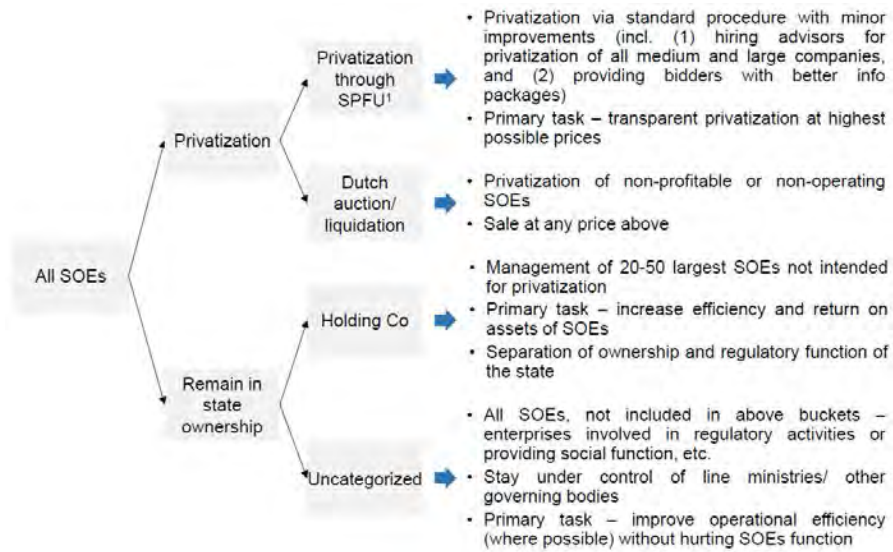 • Privatization via standard procedure with minor
improvements (incl. (1) hiring advisors for
privatization of all medium and large companies,
and (2) providing bidders with better info
packages)
• Primary task – transparent privatization at highest
possible prices
Privatization
through
SPFU¹
Privatization
Dutch
auction/
liquidation
• Privatization of non-profitable or non-operating
SOEs
• Sale at any price above
All SOEs
• Management of 20-50 largest SOEs not intended
for privatization
• Primary task – increase efficiency and return on
assets of SOEs
• Separation of ownership and regulatory function of
the state
Holding Co
Remain in
state
ownership
• All SOEs, not included in above buckets –
enterprises involved in regulatory activities or
providing social function, etc.
• Stay under control of line ministries/ other
governing bodies
• Primary task – improve operational efficiency
(where possible) without hurting SOEs function
Uncategorized